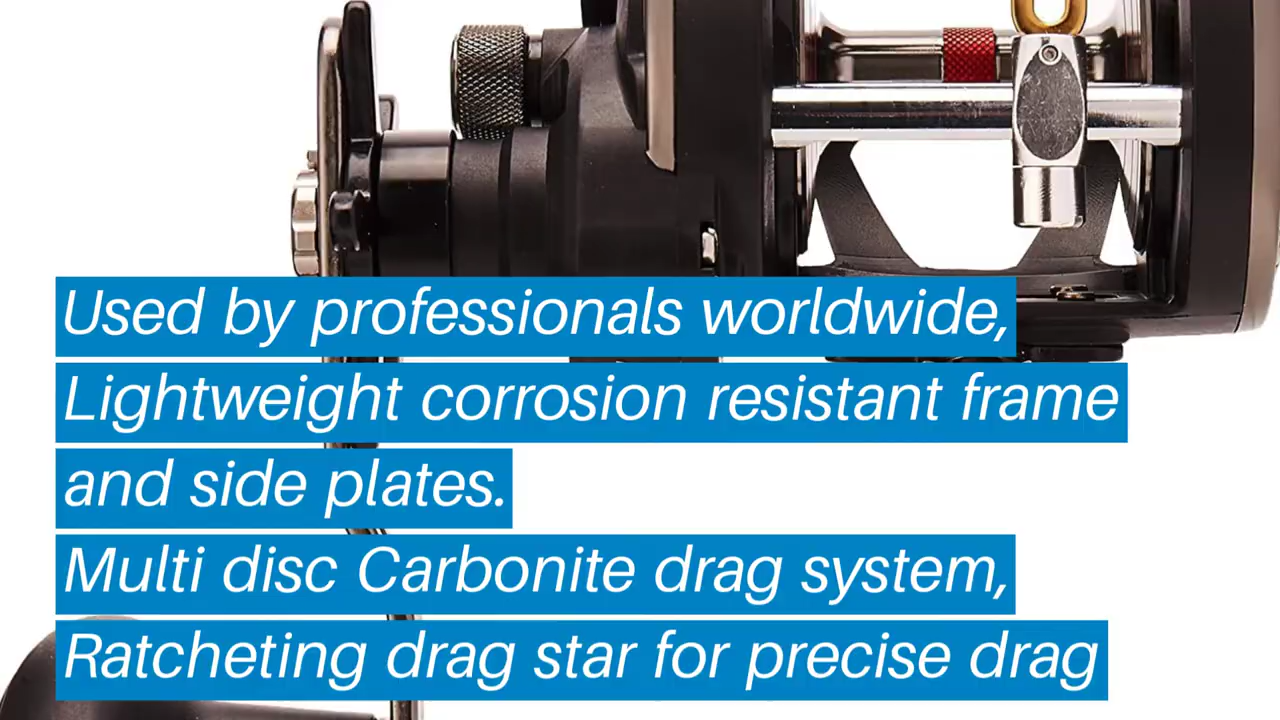 Used by professionals worldwide,
Lightweight corrosion resistant frame
and side plates.
Multi disc Carbonite drag system,
Ratcheting drag star for precise drag